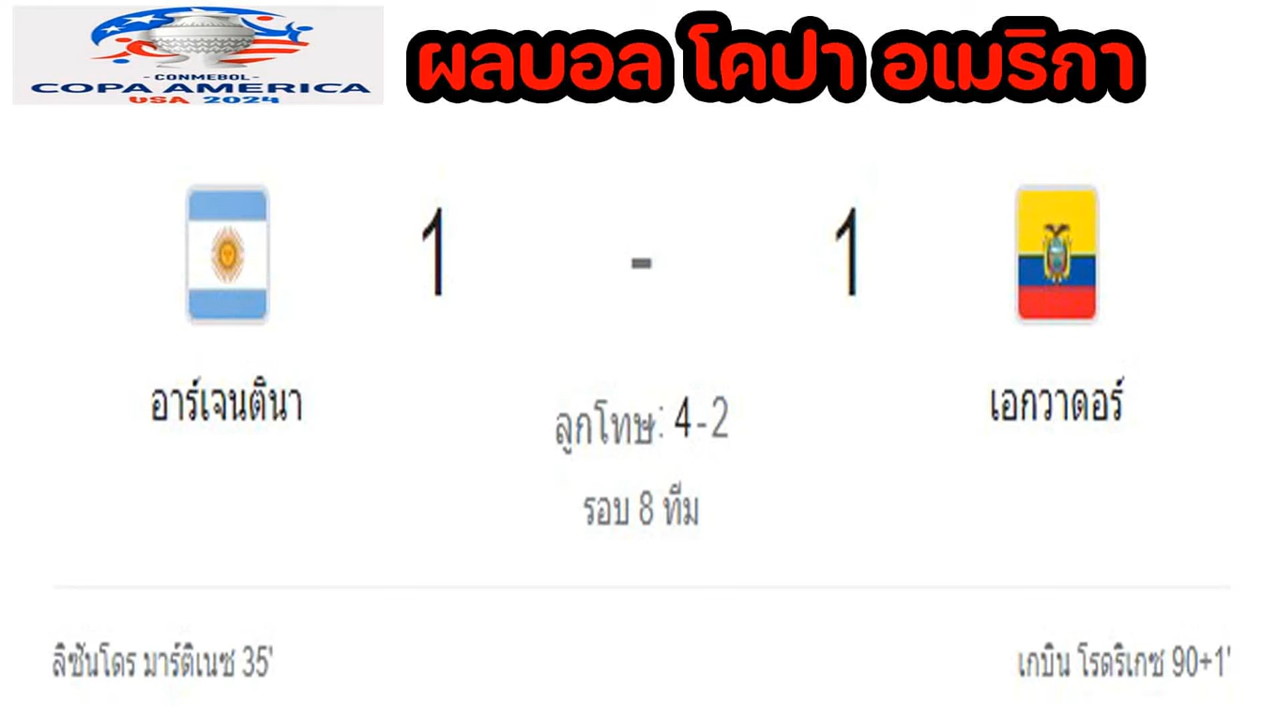 -CONMEBOL-
COPA AMERICA
USA 2024
ผลบอล โคปา อเมริกา
1 - 1
อาร์เจนตินา
เอกวาดอร์
ลูกโทษ: 4-2
รอบ 8 ทีม
ลิซันโดร มาร์ติเนซ 35'
เกบิน โรดริเกซ 90+1'